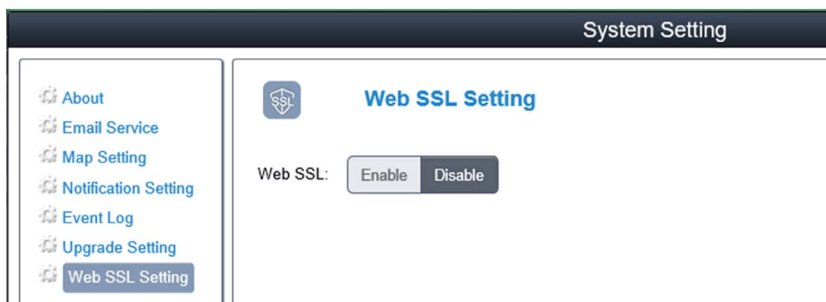 System Setting
About
Email Service
Map Setting
Notification Setting
Event Log
Upgrade Setting
Web SSL Setting
SSL
Web SSL Setting
Web SSL: Enable Disable